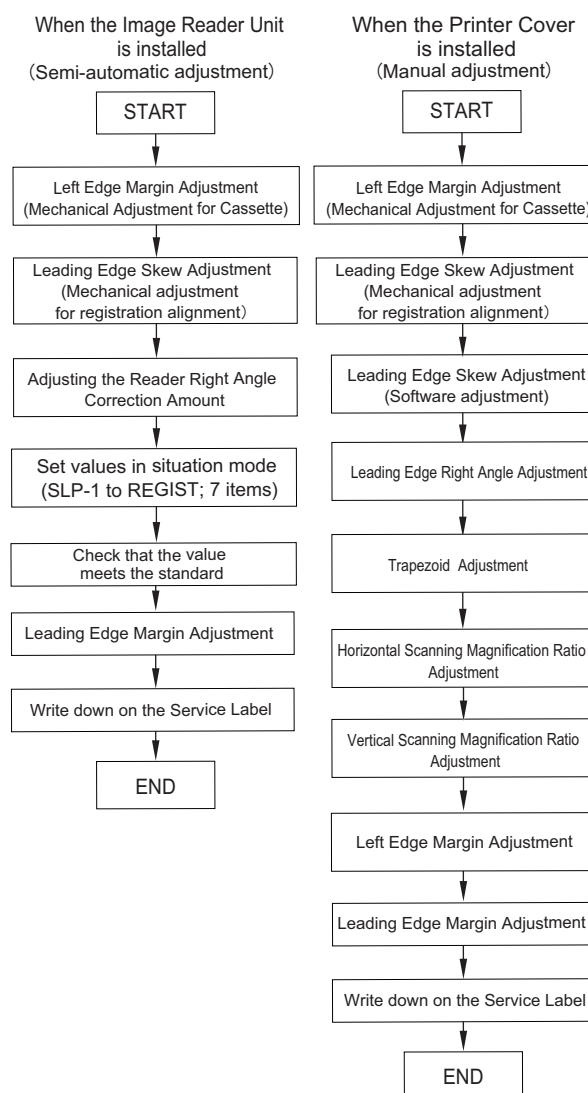 When the Image Reader Unit
is installed
(Semi-automatic adjustment)
START
Left Edge Margin Adjustment
(Mechanical Adjustment for Cassette)
Leading Edge Skew Adjustment
(Mechanical adjustment
for registration alignment)
Adjusting the Reader Right Angle
Correction Amount
Set values in situation mode
(SLP-1 to REGIST; 7 items)
Check that the value
meets the standard
Leading Edge Margin Adjustment
Write down on the Service Label
END
When the Printer Cover
is installed
(Manual adjustment)
START
Left Edge Margin Adjustment
(Mechanical Adjustment for Cassette)
Leading Edge Skew Adjustment
(Mechanical adjustment
for registration alignment)
Leading Edge Skew Adjustment
(Software adjustment)
Leading Edge Right Angle Adjustment
Trapezoid Adjustment
Horizontal Scanning Magnification Ratio
Adjustment
Vertical Scanning Magnification Ratio
Adjustment
Left Edge Margin Adjustment
Leading Edge Margin Adjustment
Write down on the Service Label
END